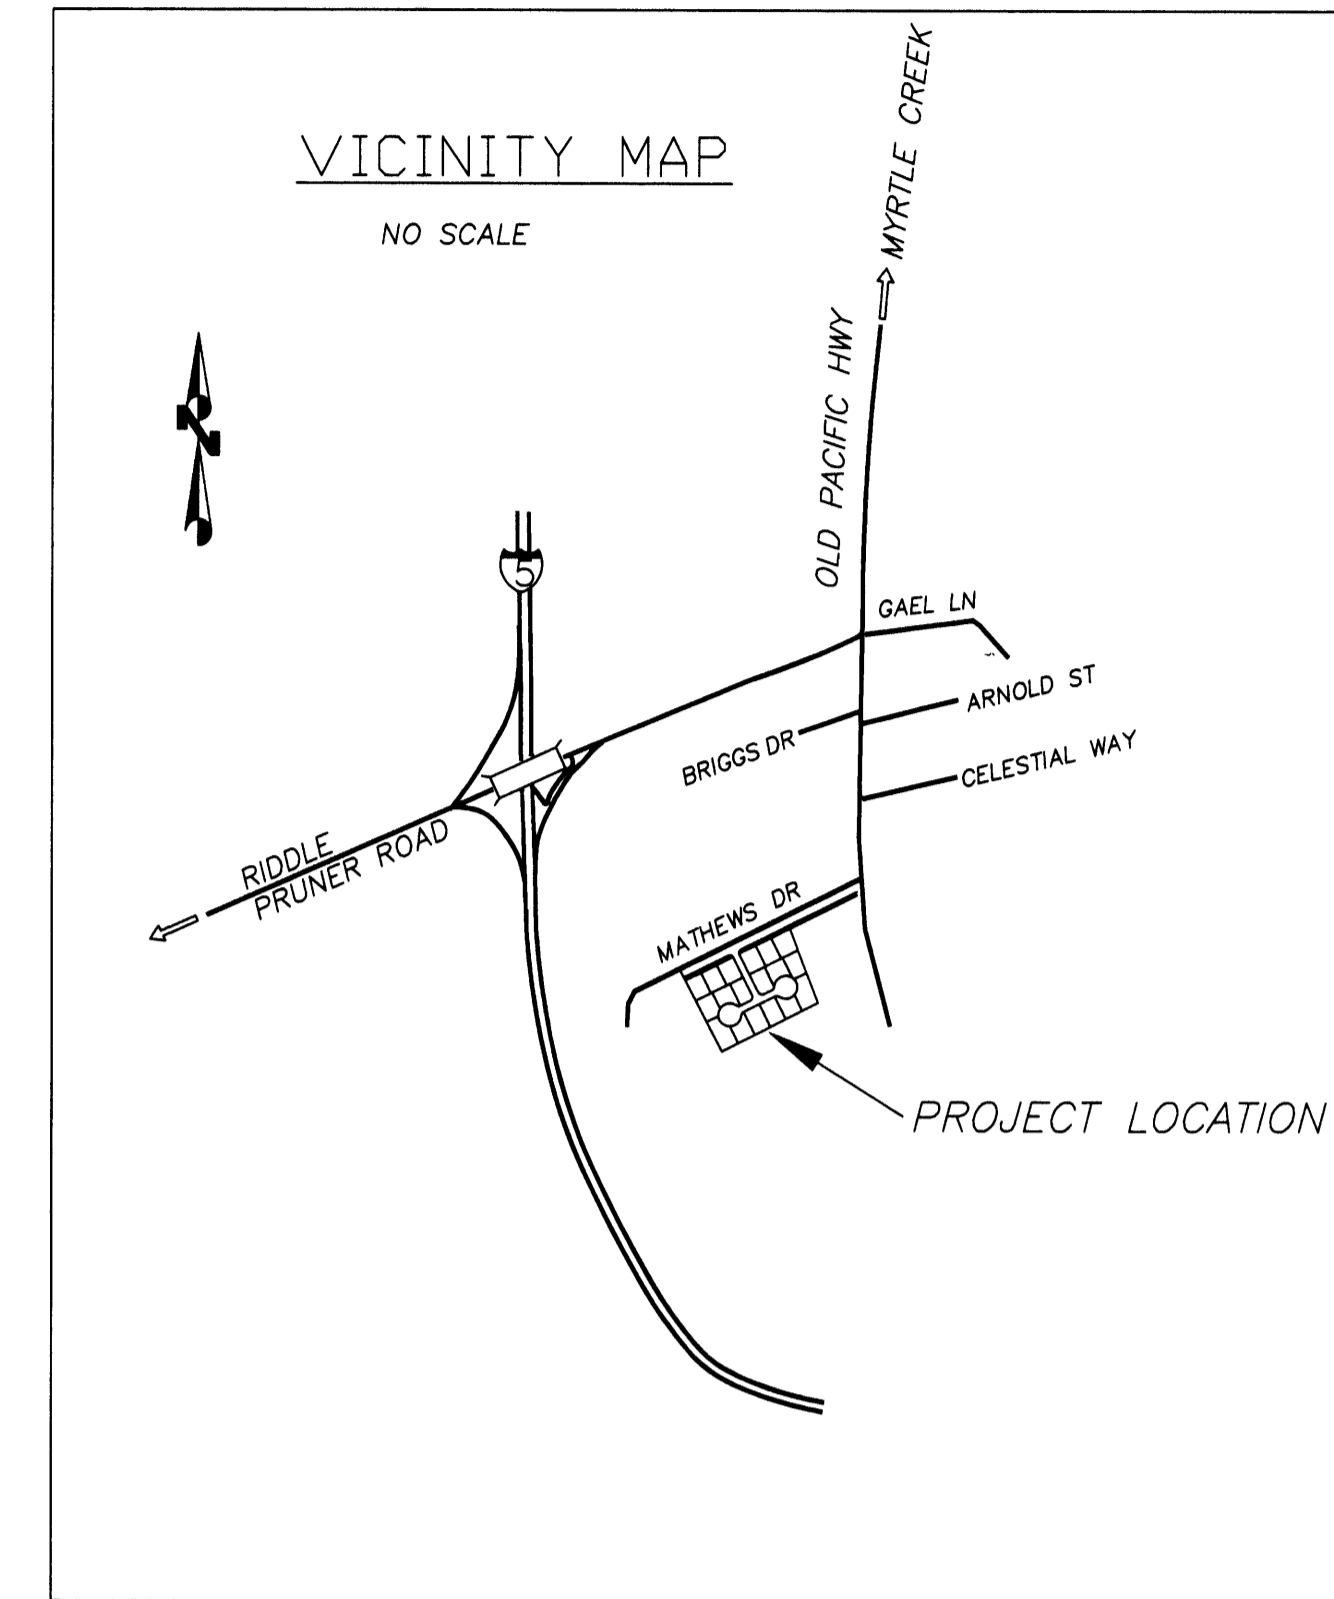 VICINITY MAP
NO SCALE
MYRTLE CREEK
OLD PACIFIC HWY
N
5
GAEL LN
ARNOLD ST
BRIGGS DR
CELESTIAL WAY
RIDDLE
PRUNER ROAD
MATHEWS DR
PROJECT LOCATION